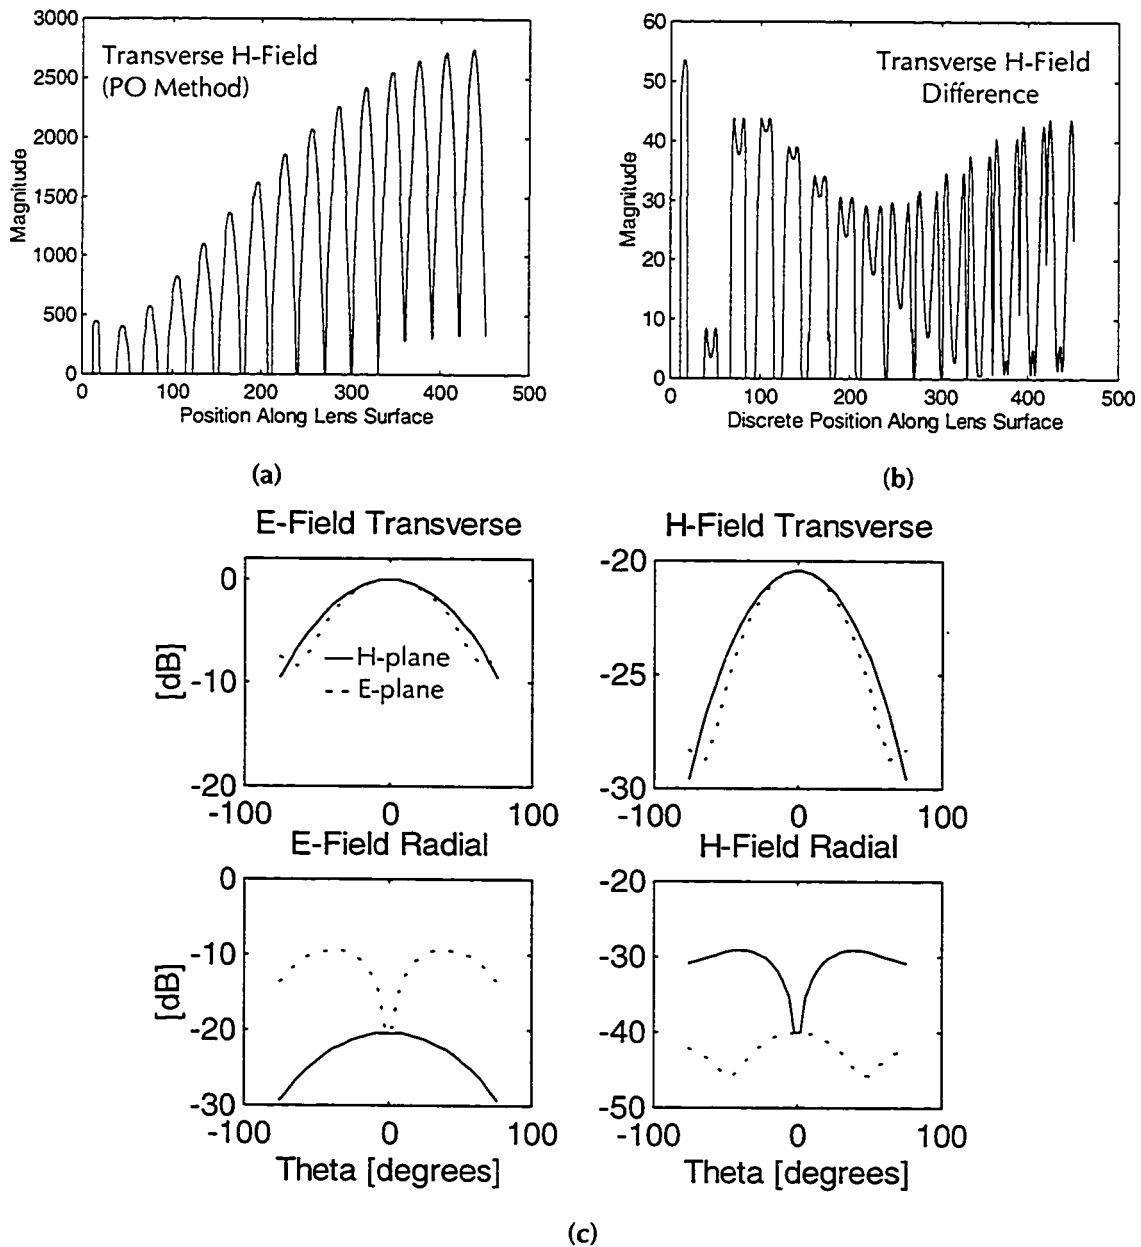 3000
2500
2000
1500
1000
500
0
Magnitude
Transverse H-Field
(PO Method)
0 100 200 300 400 500
Position Along Lens Surface
(a)
60
50
40
30
20
10
0
Magnitude
Transverse H-Field
Difference
0 100 200 300 400 500
Discrete Position Along Lens Surface
(b)
E-Field Transverse
0
-10
-20
[dB]
H-plane
E-plane
-100 0 100
H-Field Transverse
-20
-25
-30
-100 0 100
E-Field Radial
0
-10
-20
-30
[dB]
-100 0 100
Theta [degrees]
H-Field Radial
-20
-30
-40
-50
-100 0 100
Theta [degrees]
(c)